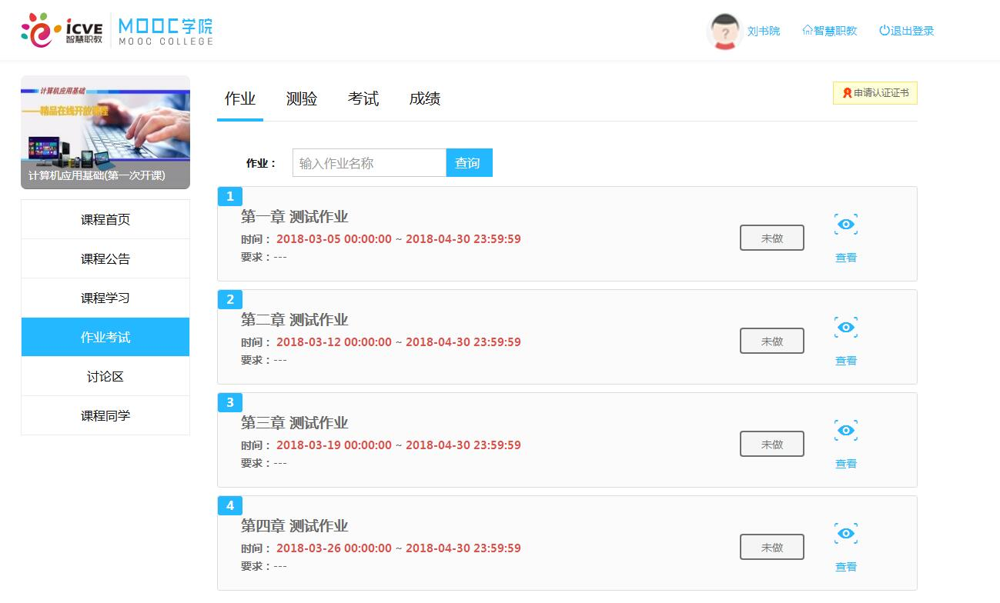 icve
智慧职教
MOOC学院
MOOC COLLEGE
刘书院
智慧职教
退出登录
计算机应用基础
——精品在线开放课程
计算机应用基础(第一次开课)
课程首页
课程公告
课程学习
作业考试
讨论区
课程同学
作业 测验 考试 成绩
申请认证证书
作业： 输入作业名称 查询
1
第一章 测试作业
时间： 2018-03-05 00:00:00 ~ 2018-04-30 23:59:59
要求：---
未做
查看
2
第二章 测试作业
时间： 2018-03-12 00:00:00 ~ 2018-04-30 23:59:59
要求：---
未做
查看
3
第三章 测试作业
时间： 2018-03-19 00:00:00 ~ 2018-04-30 23:59:59
要求：---
未做
查看
4
第四章 测试作业
时间： 2018-03-26 00:00:00 ~ 2018-04-30 23:59:59
要求：---
未做
查看